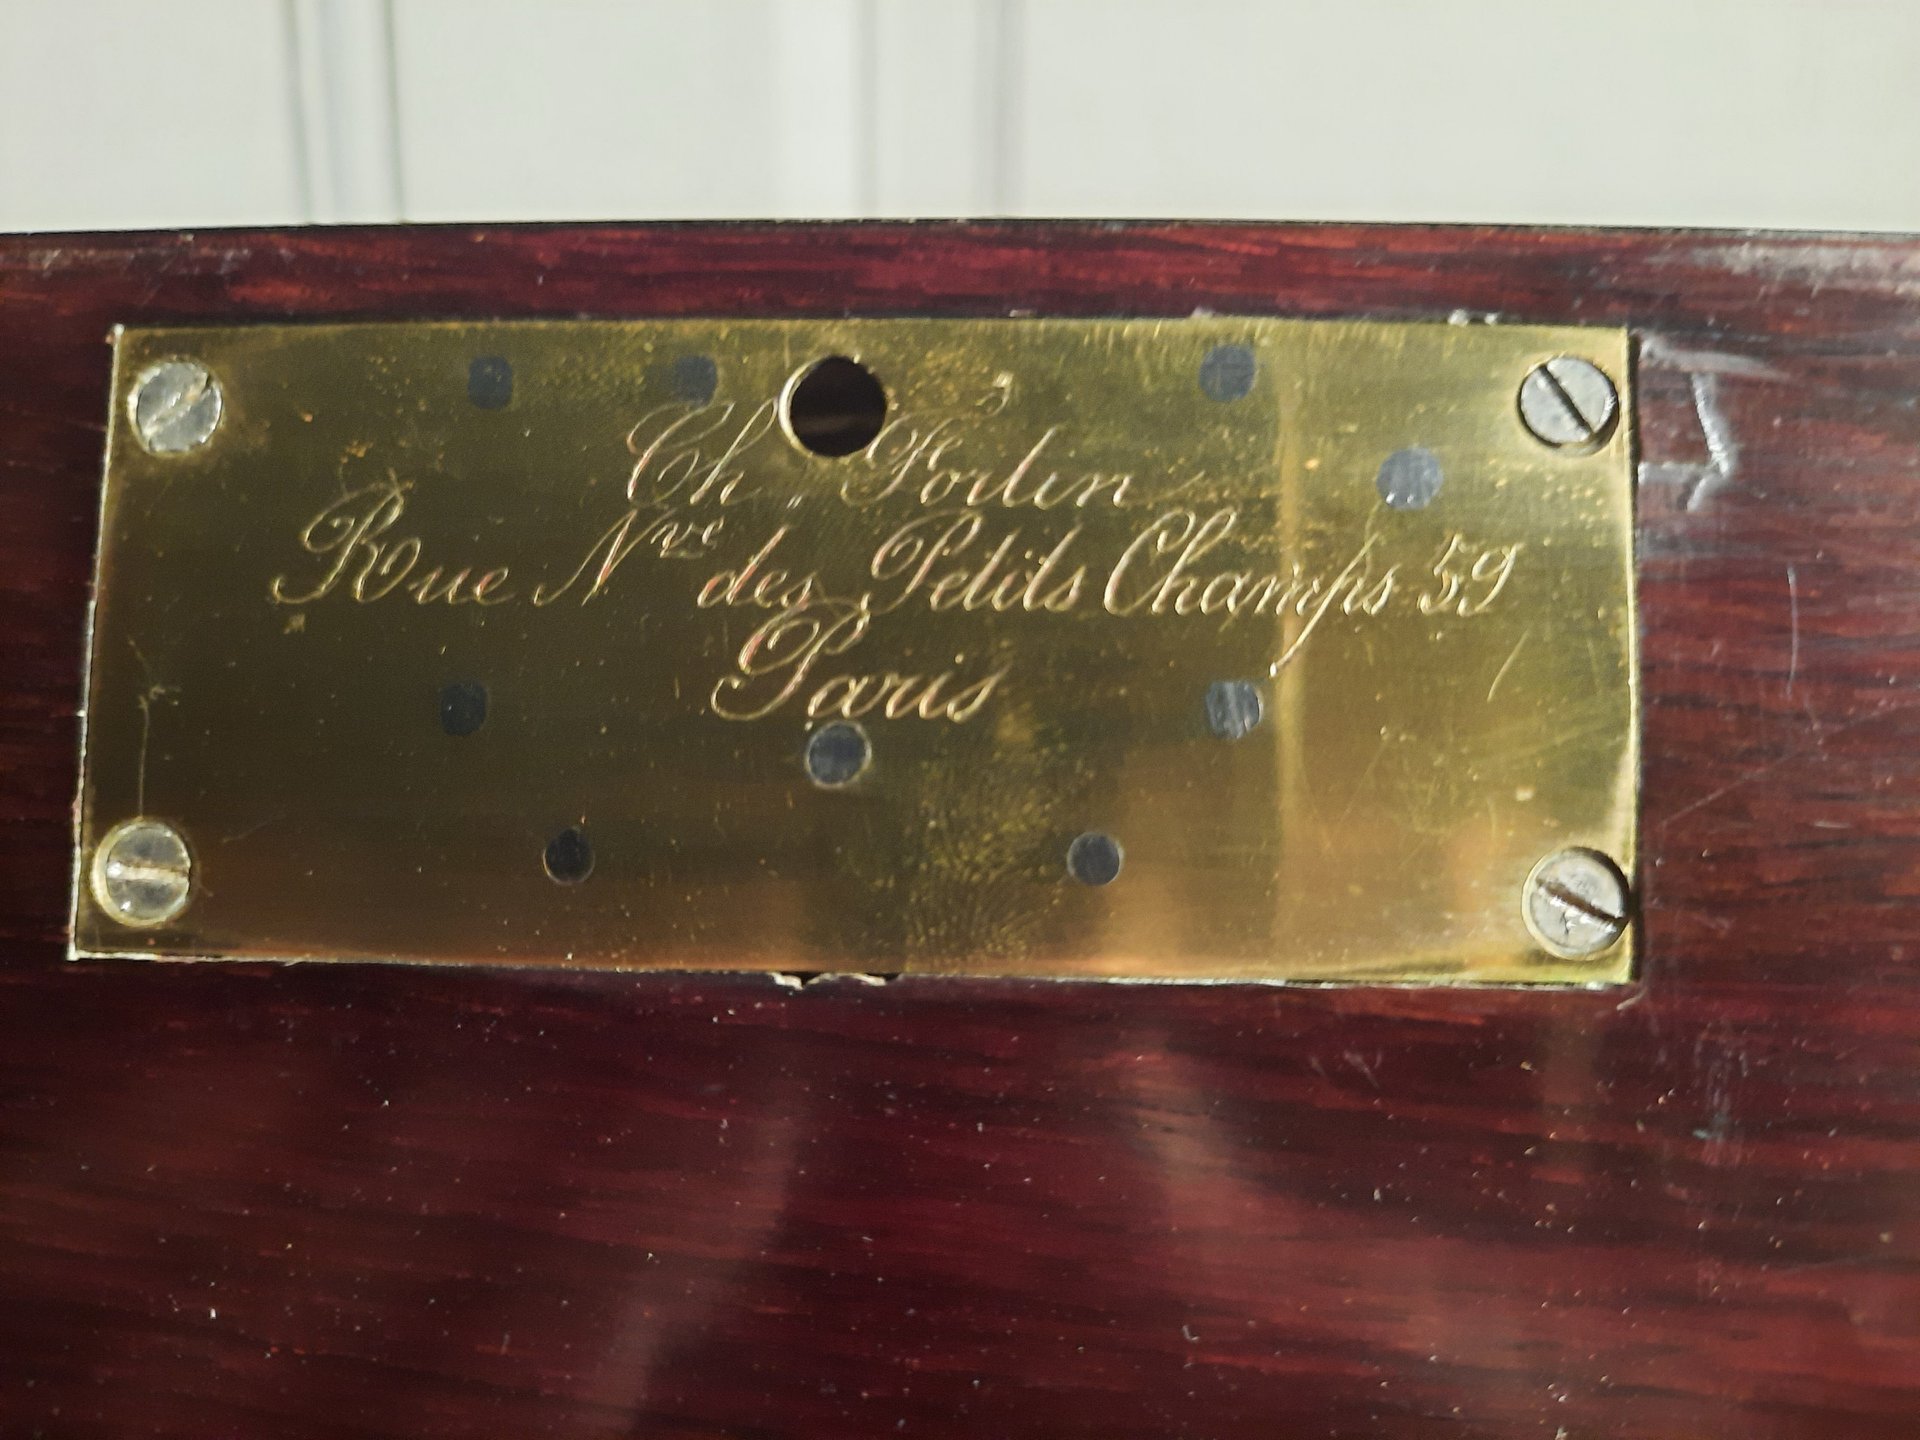 Ch. Fortin
Rue Nve des Petits Champs 59
Paris